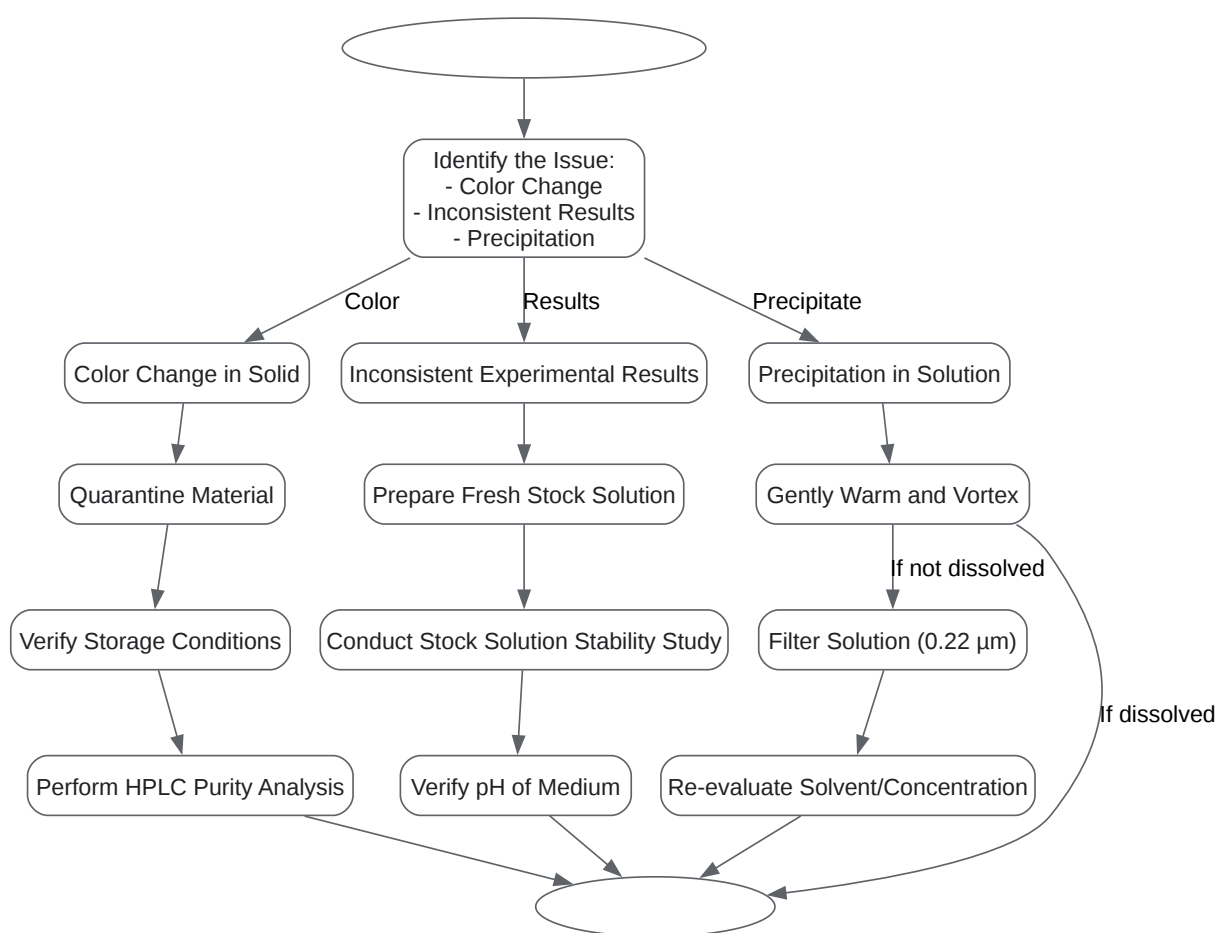 Identify the Issue:
- Color Change
- Inconsistent Results
- Precipitation
Color
Results
Precipitate
Color Change in Solid
Inconsistent Experimental Results
Precipitation in Solution
Quarantine Material
Prepare Fresh Stock Solution
Gently Warm and Vortex
If not dissolved
Verify Storage Conditions
Conduct Stock Solution Stability Study
Filter Solution (0.22 µm)
If dissolved
Perform HPLC Purity Analysis
Verify pH of Medium
Re-evaluate Solvent/Concentration